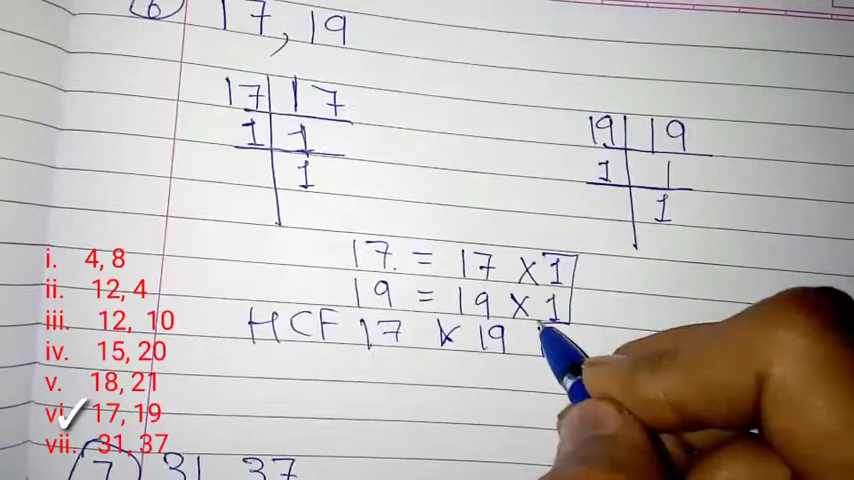 6 17, 19
17 17
1 1
1
19 19
1 1
1
17 = 17 × 1
19 = 19 × 1
HCF 17 × 19
i. 4, 8
ii. 12, 4
iii. 12, 10
iv. 15, 20
v. 18, 21
vi. 17, 19
vii. 31, 37
7 31 37